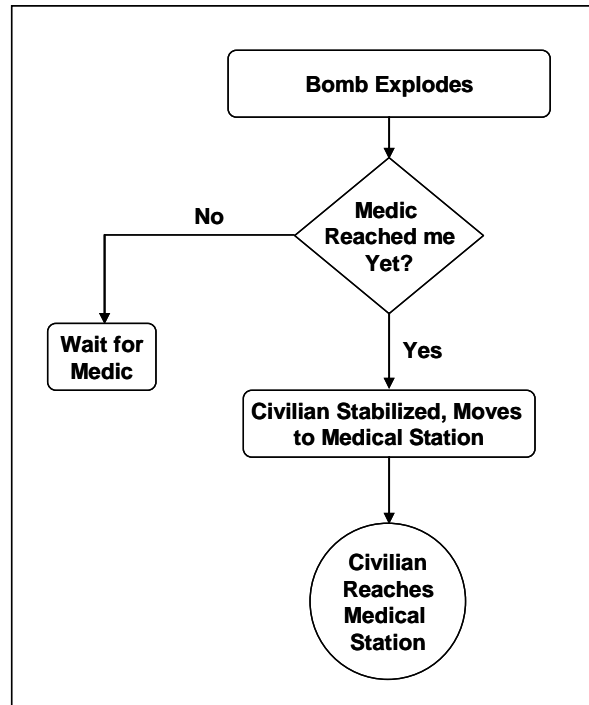 Bomb Explodes
Medic
Reached me
Yet?
No
Wait for
Medic
Yes
Civilian Stabilized, Moves
to Medical Station
Civilian
Reaches
Medical
Station